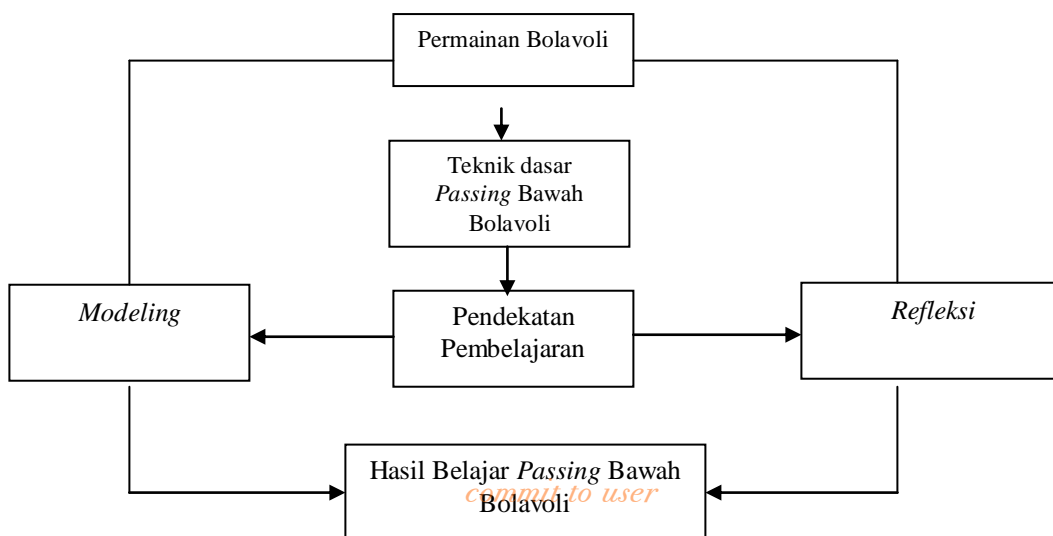 Permainan Bolavoli
Teknik dasar
Passing Bawah
Bolavoli
Modeling
Pendekatan
Pembelajaran
Refleksi
Hasil Belajar Passing Bawah
Bolavoli
commit to user